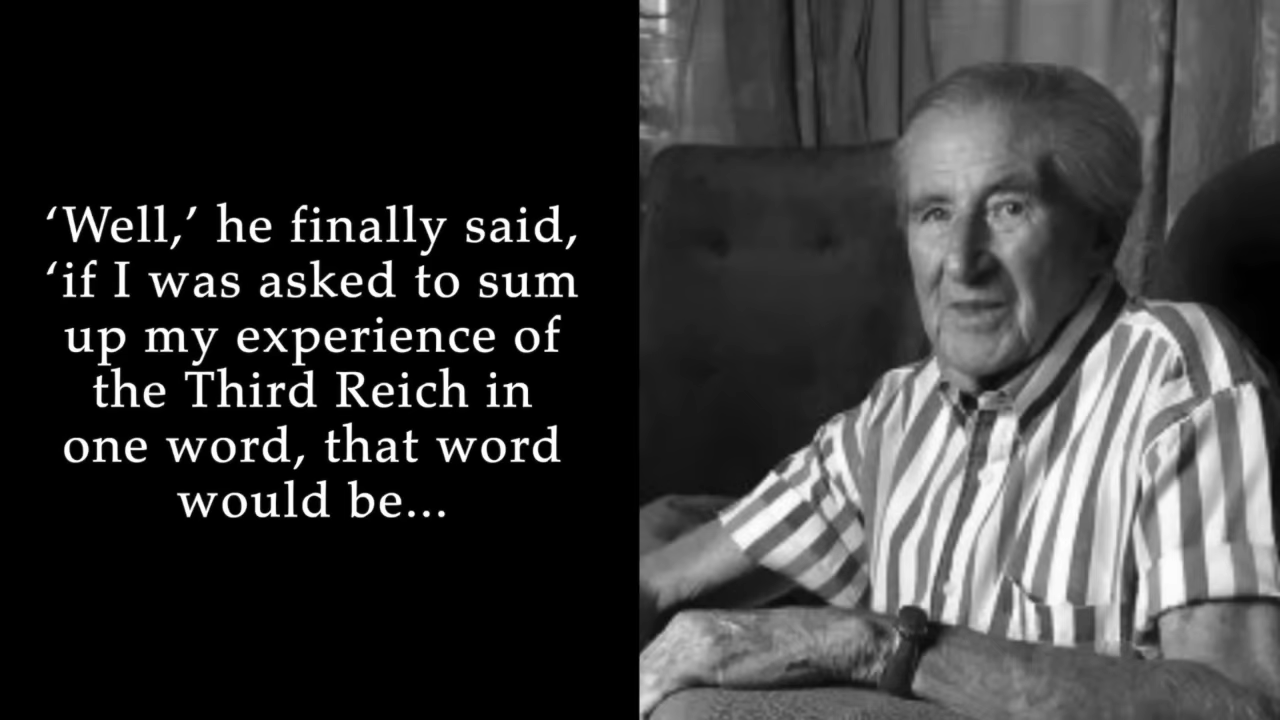 ‘Well,’ he finally said,
‘if I was asked to sum
up my experience of
the Third Reich in
one word, that word
would be...